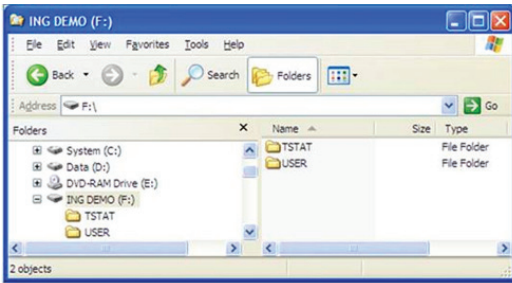 ING DEMO (F:)
File Edit View Favorites Tools Help
Back Search Folders
Address F:\ Go
Folders x Name Size Type
System (C:)
Data (D:)
DVD-RAM Drive (E:)
ING DEMO (F:)
TSTAT
USER
TSTAT File Folder
USER File Folder
2 objects